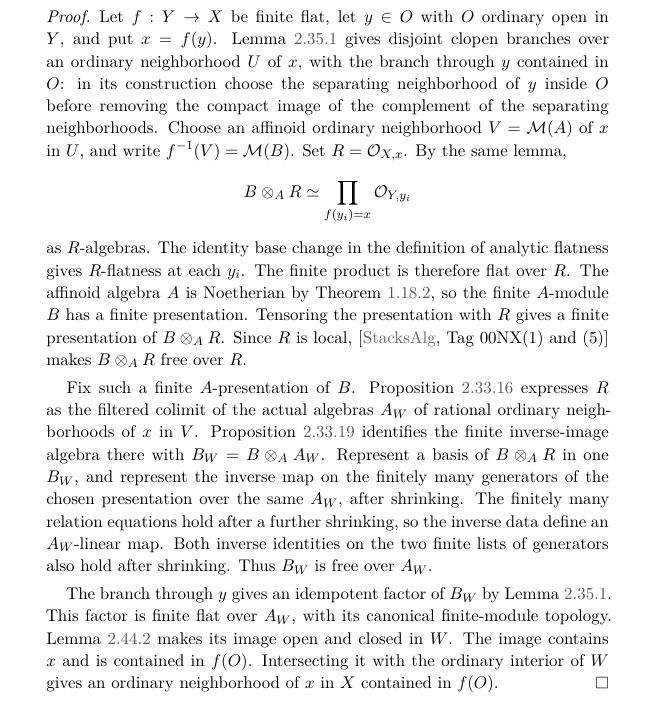 Proof. Let f : Y → X be finite flat, let y ∈ O with O ordinary open in
Y, and put x = f(y). Lemma 2.35.1 gives disjoint clopen branches over
an ordinary neighborhood U of x, with the branch through y contained in
O: in its construction choose the separating neighborhood of y inside O
before removing the compact image of the complement of the separating
neighborhoods. Choose an affinoid ordinary neighborhood V = M(A) of x
in U, and write f⁻¹(V) = M(B). Set R = O_{X,x}. By the same lemma,
B ⊗_A R ≃ ∏_{f(y_i)=x} O_{Y,y_i}
as R-algebras. The identity base change in the definition of analytic flatness
gives R-flatness at each y_i. The finite product is therefore flat over R. The
affinoid algebra A is Noetherian by Theorem 1.18.2, so the finite A-module
B has a finite presentation. Tensoring the presentation with R gives a finite
presentation of B ⊗_A R. Since R is local, [StacksAlg, Tag 00NX(1) and (5)]
makes B ⊗_A R free over R.
Fix such a finite A-presentation of B. Proposition 2.33.16 expresses R
as the filtered colimit of the actual algebras A_W of rational ordinary neigh-
borhoods of x in V. Proposition 2.33.19 identifies the finite inverse-image
algebra there with B_W = B ⊗_A A_W. Represent a basis of B ⊗_A R in one
B_W, and represent the inverse map on the finitely many generators of the
chosen presentation over the same A_W, after shrinking. The finitely many
relation equations hold after a further shrinking, so the inverse data define an
A_W-linear map. Both inverse identities on the two finite lists of generators
also hold after shrinking. Thus B_W is free over A_W.
The branch through y gives an idempotent factor of B_W by Lemma 2.35.1.
This factor is finite flat over A_W, with its canonical finite-module topology.
Lemma 2.44.2 makes its image open and closed in W. The image contains
x and is contained in f(O). Intersecting it with the ordinary interior of W
gives an ordinary neighborhood of x in X contained in f(O). □